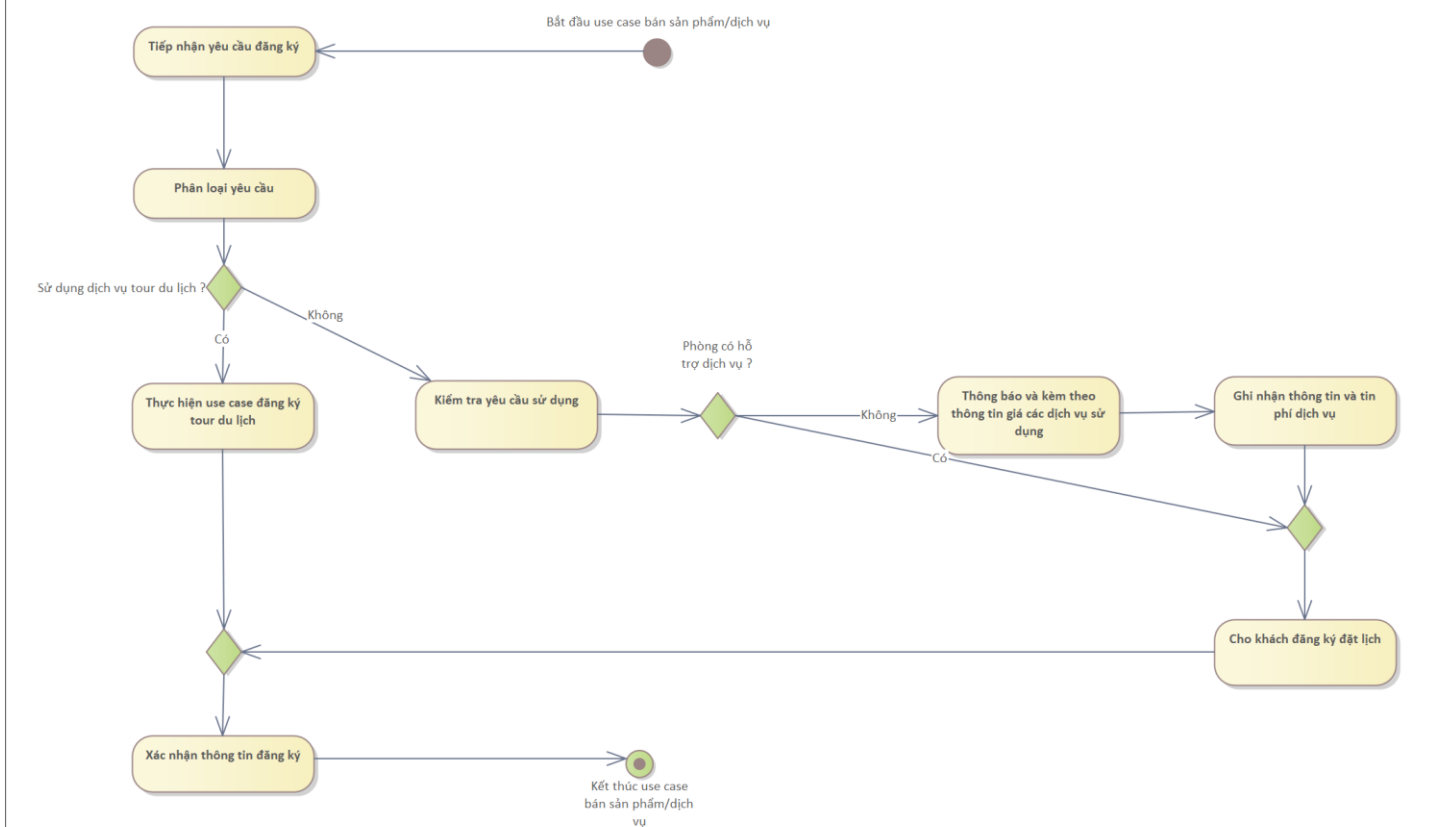 Bắt đầu use case bán sản phẩm/dịch vụ
Tiếp nhận yêu cầu đăng ký
Phân loại yêu cầu
Sử dụng dịch vụ tour du lịch ?
Không
Có
Thực hiện use case đăng ký
tour du lịch
Kiểm tra yêu cầu sử dụng
Phòng có hỗ
trợ dịch vụ ?
Không
Có
Thông báo và kèm theo
thông tin giá các dịch vụ sử
dụng
Ghi nhận thông tin và tin
phí dịch vụ
Cho khách đăng ký đặt lịch
Xác nhận thông tin đăng ký
Kết thúc use case
bán sản phẩm/dịch
vụ